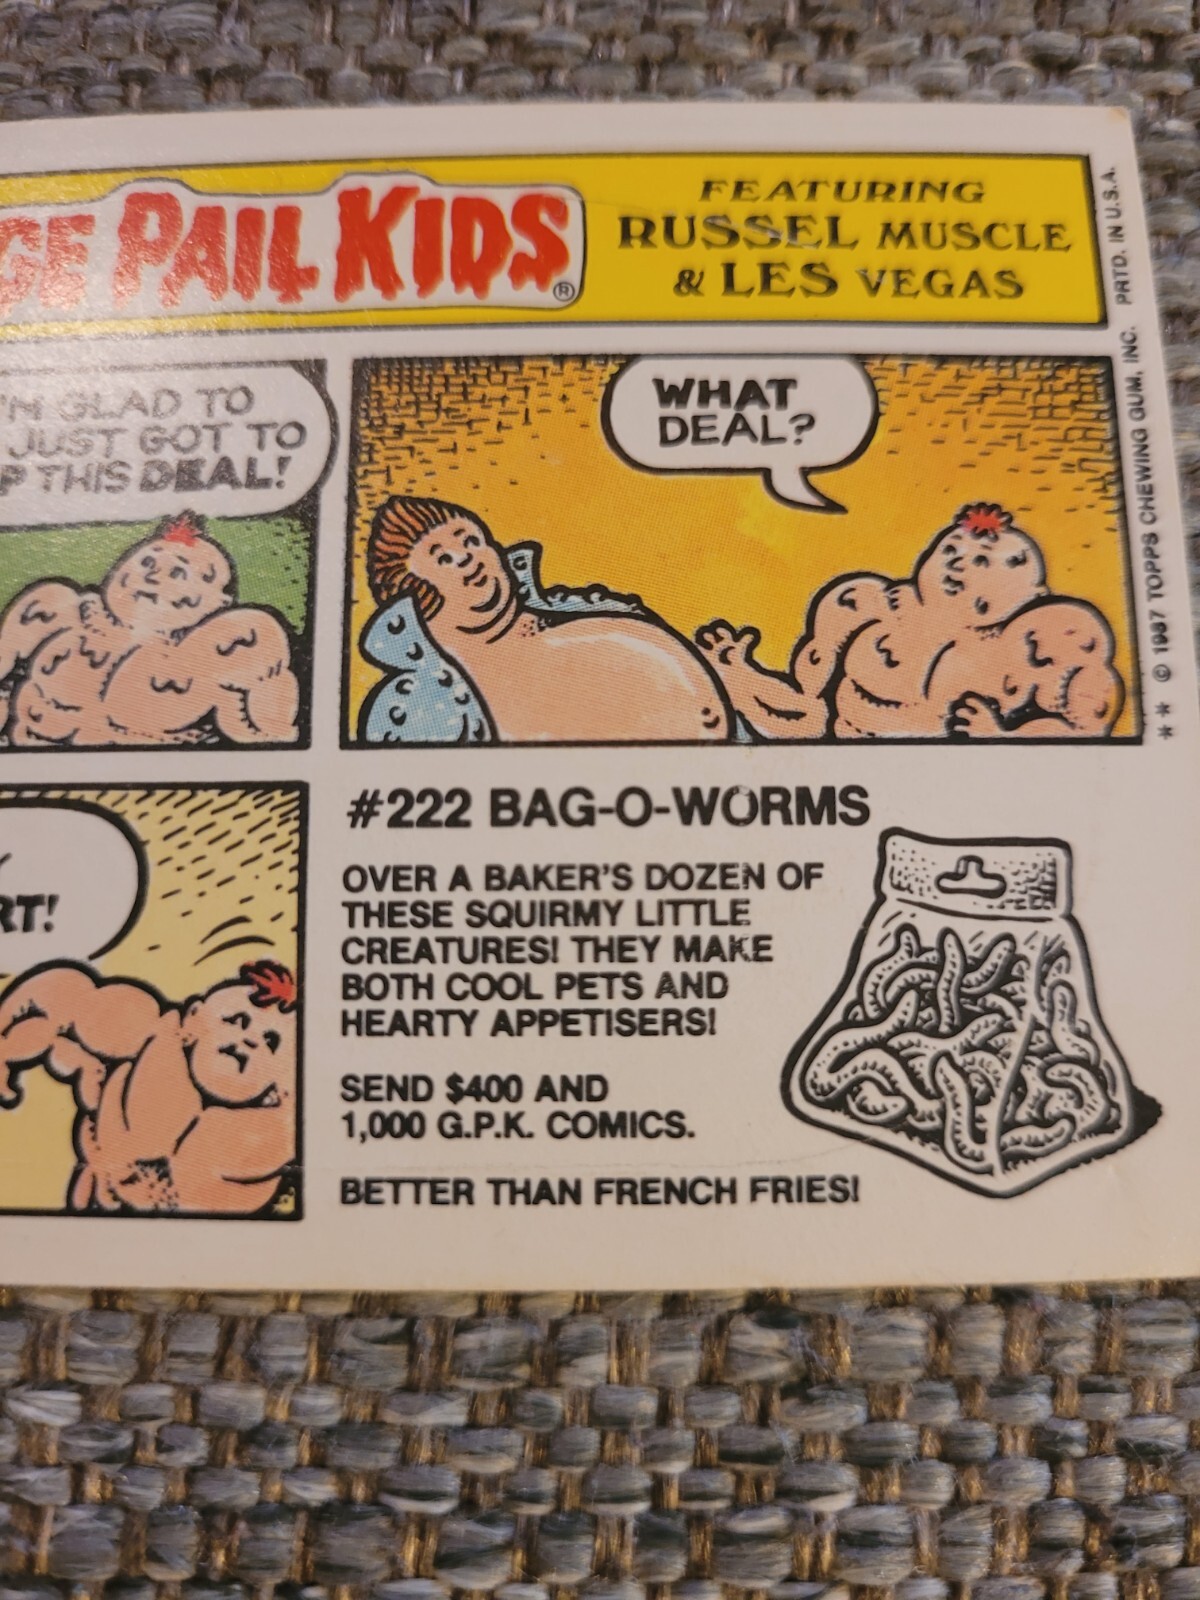 GE PAIL KIDS®
FEATURING
RUSSEL MUSCLE
& LES VEGAS
'M GLAD TO
JUST GOT TO
P THIS DEAL!
WHAT
DEAL?
RT!
#222 BAG-O-WORMS
OVER A BAKER'S DOZEN OF
THESE SQUIRMY LITTLE
CREATURES! THEY MAKE
BOTH COOL PETS AND
HEARTY APPETISERS!
SEND $400 AND
1,000 G.P.K. COMICS.
BETTER THAN FRENCH FRIES!
** © 1987 TOPPS CHEWING GUM, INC. PRTD. IN U.S.A.